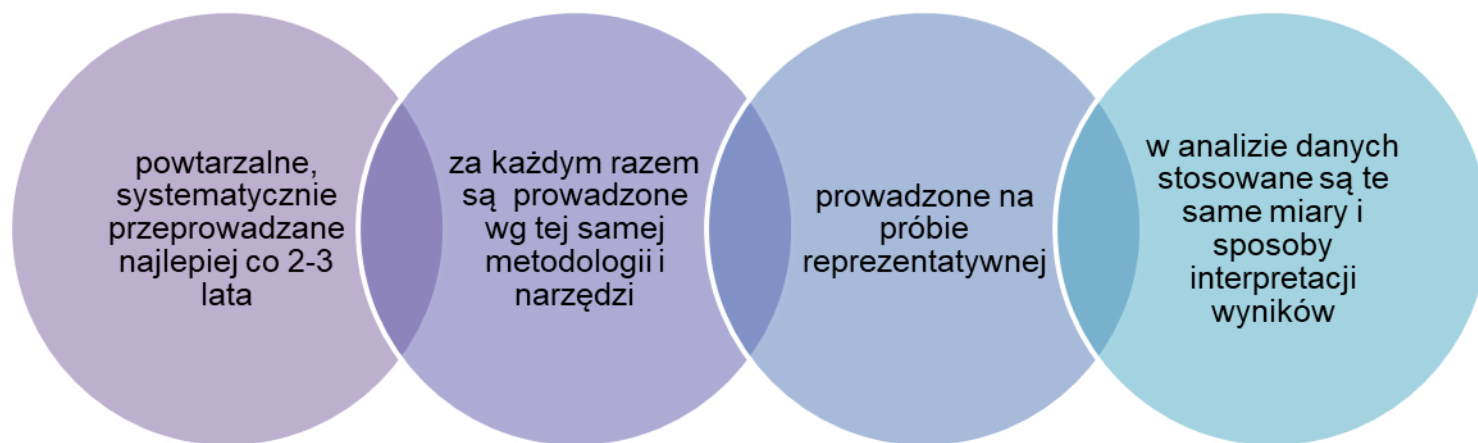 powtarzalne,
systematycznie
przeprowadzane
najlepiej co 2-3
lata
za każdym razem
są  prowadzone
wg tej samej
metodologii i
narzędzi
prowadzone na
próbie
reprezentatywnej
w analizie danych
stosowane są te
same miary i
sposoby
interpretacji
wyników